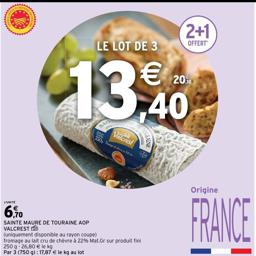 2+1
OFFERT
LE LOT DE 3
13€,40
20%
L'UNITÉ
6€,70
SAINTE MAURE DE TOURAINE AOP
VALCREST
(uniquement disponible au rayon coupe)
fromage au lait cru de chèvre à 22% Mat.Gr sur produit fini
250 g - 26,80 € le kg
Par 3 (750 g) : 17,87 € le kg au lot
Origine
FRANCE